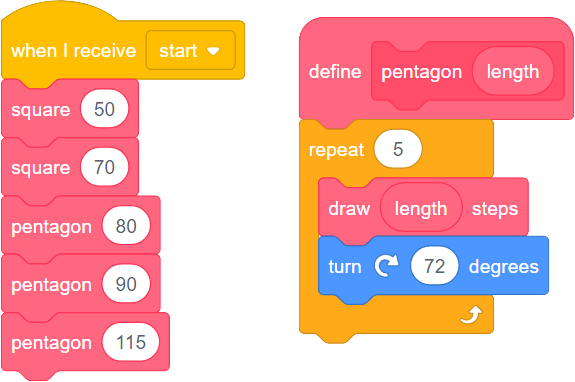 when I receive start
square 50
square 70
pentagon 80
pentagon 90
pentagon 115
define pentagon length
repeat 5
draw length steps
turn 72 degrees